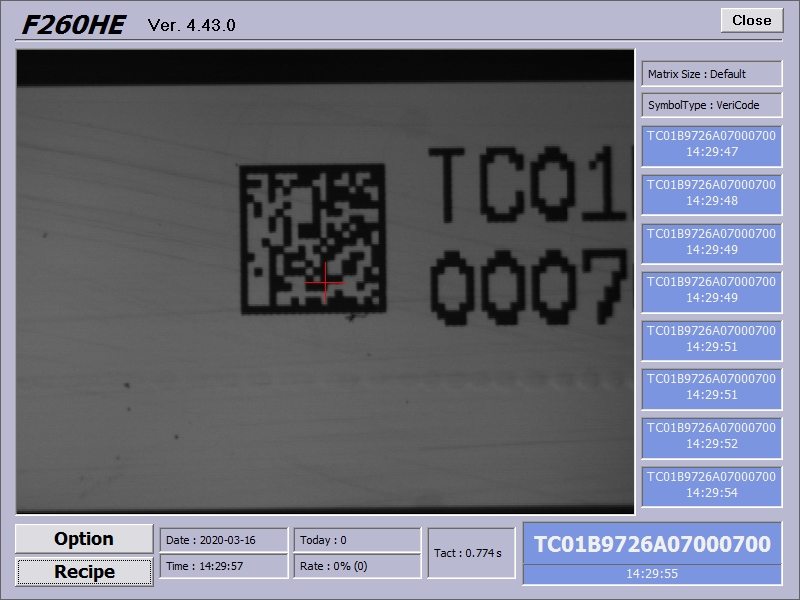 F260HE Ver. 4.43.0
Close
TC01
0007
Matrix Size : Default
SymbolType : VeriCode
TC01B9726A07000700
14:29:47
TC01B9726A07000700
14:29:48
TC01B9726A07000700
14:29:49
TC01B9726A07000700
14:29:49
TC01B9726A07000700
14:29:51
TC01B9726A07000700
14:29:51
TC01B9726A07000700
14:29:52
TC01B9726A07000700
14:29:54
Option
Recipe
Date : 2020-03-16
Time : 14:29:57
Today : 0
Rate : 0% (0)
Tact : 0.774 s
TC01B9726A07000700
14:29:55